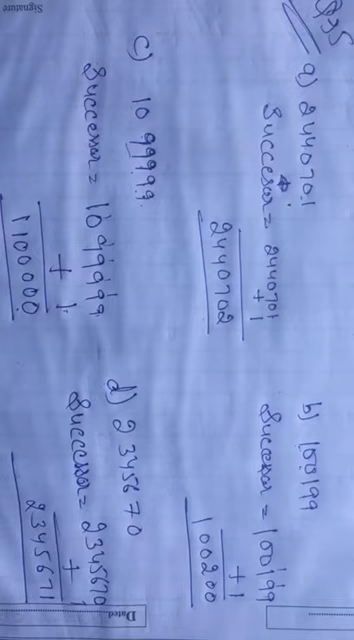 Q35
a) 2440701
Successor = 2440701
+ 1
2440702
b) 100199
Successor = 100199
+ 1
100200
c) 1099999
Successor = 1099999
+ 1
1100000
d) 2345670
Successor = 2345670
+ 1
2345671
Signature
Dated